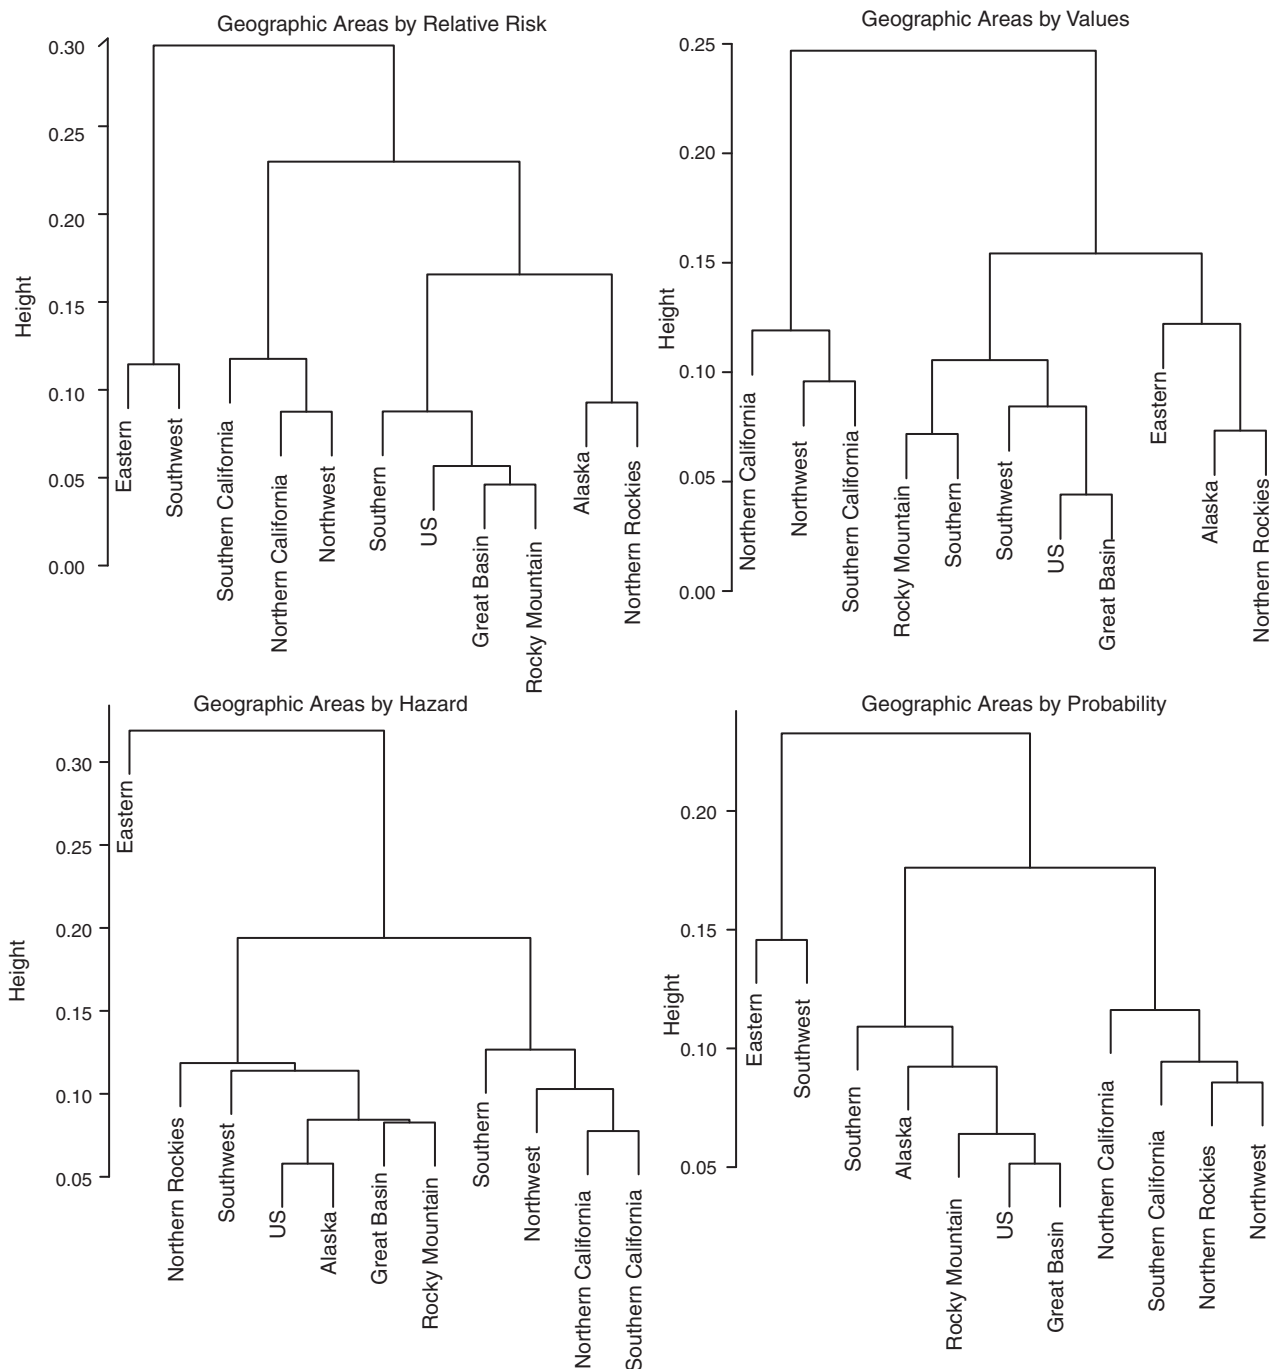 Geographic Areas by Relative Risk
Height
0.30
0.25
0.20
0.15
0.10
0.05
0.00
Eastern
Southwest
Southern California
Northern California
Northwest
Southern
US
Great Basin
Rocky Mountain
Alaska
Northern Rockies
Geographic Areas by Values
Height
0.25
0.20
0.15
0.10
0.05
0.00
Northern California
Northwest
Southern California
Rocky Mountain
Southern
Southwest
US
Great Basin
Eastern
Alaska
Northern Rockies
Geographic Areas by Hazard
Height
0.30
0.25
0.20
0.15
0.10
0.05
Eastern
Northern Rockies
Southwest
US
Alaska
Great Basin
Rocky Mountain
Southern
Northwest
Northern California
Southern California
Geographic Areas by Probability
Height
0.20
0.15
0.10
0.05
Eastern
Southwest
Southern
Alaska
Rocky Mountain
US
Great Basin
Northern California
Southern California
Northern Rockies
Northwest